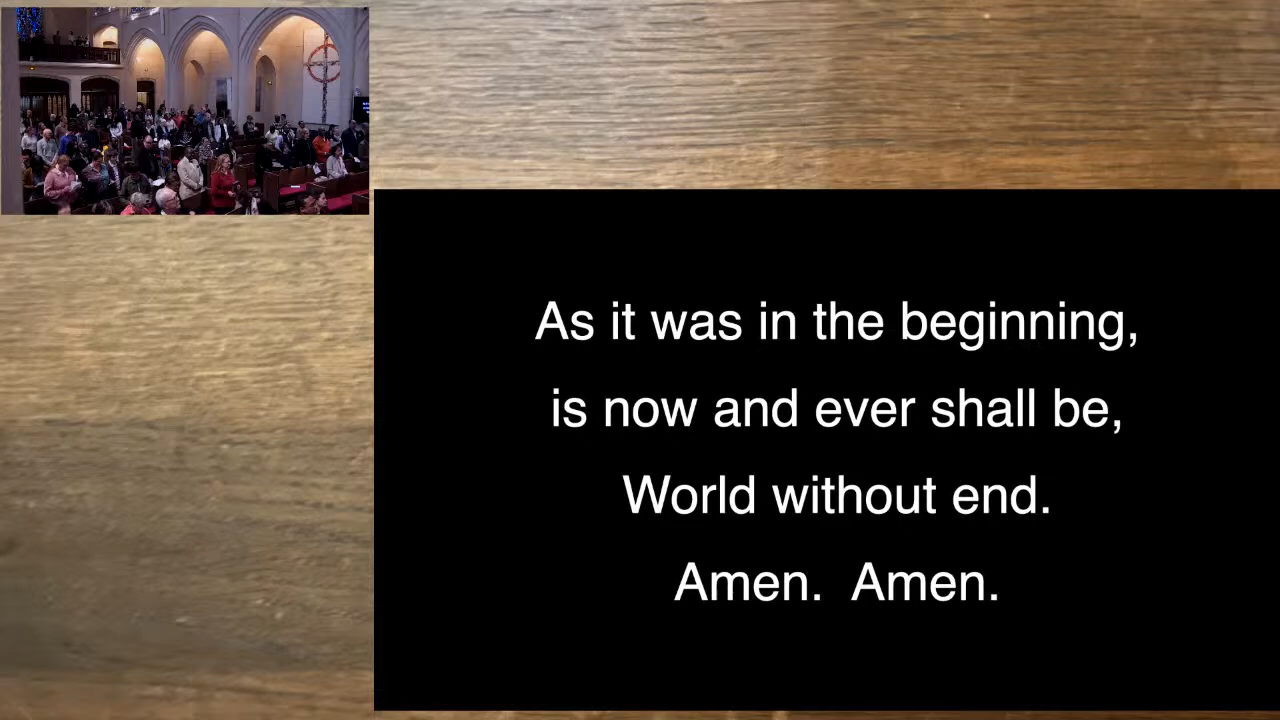 As it was in the beginning,
is now and ever shall be,
World without end.
Amen.  Amen.